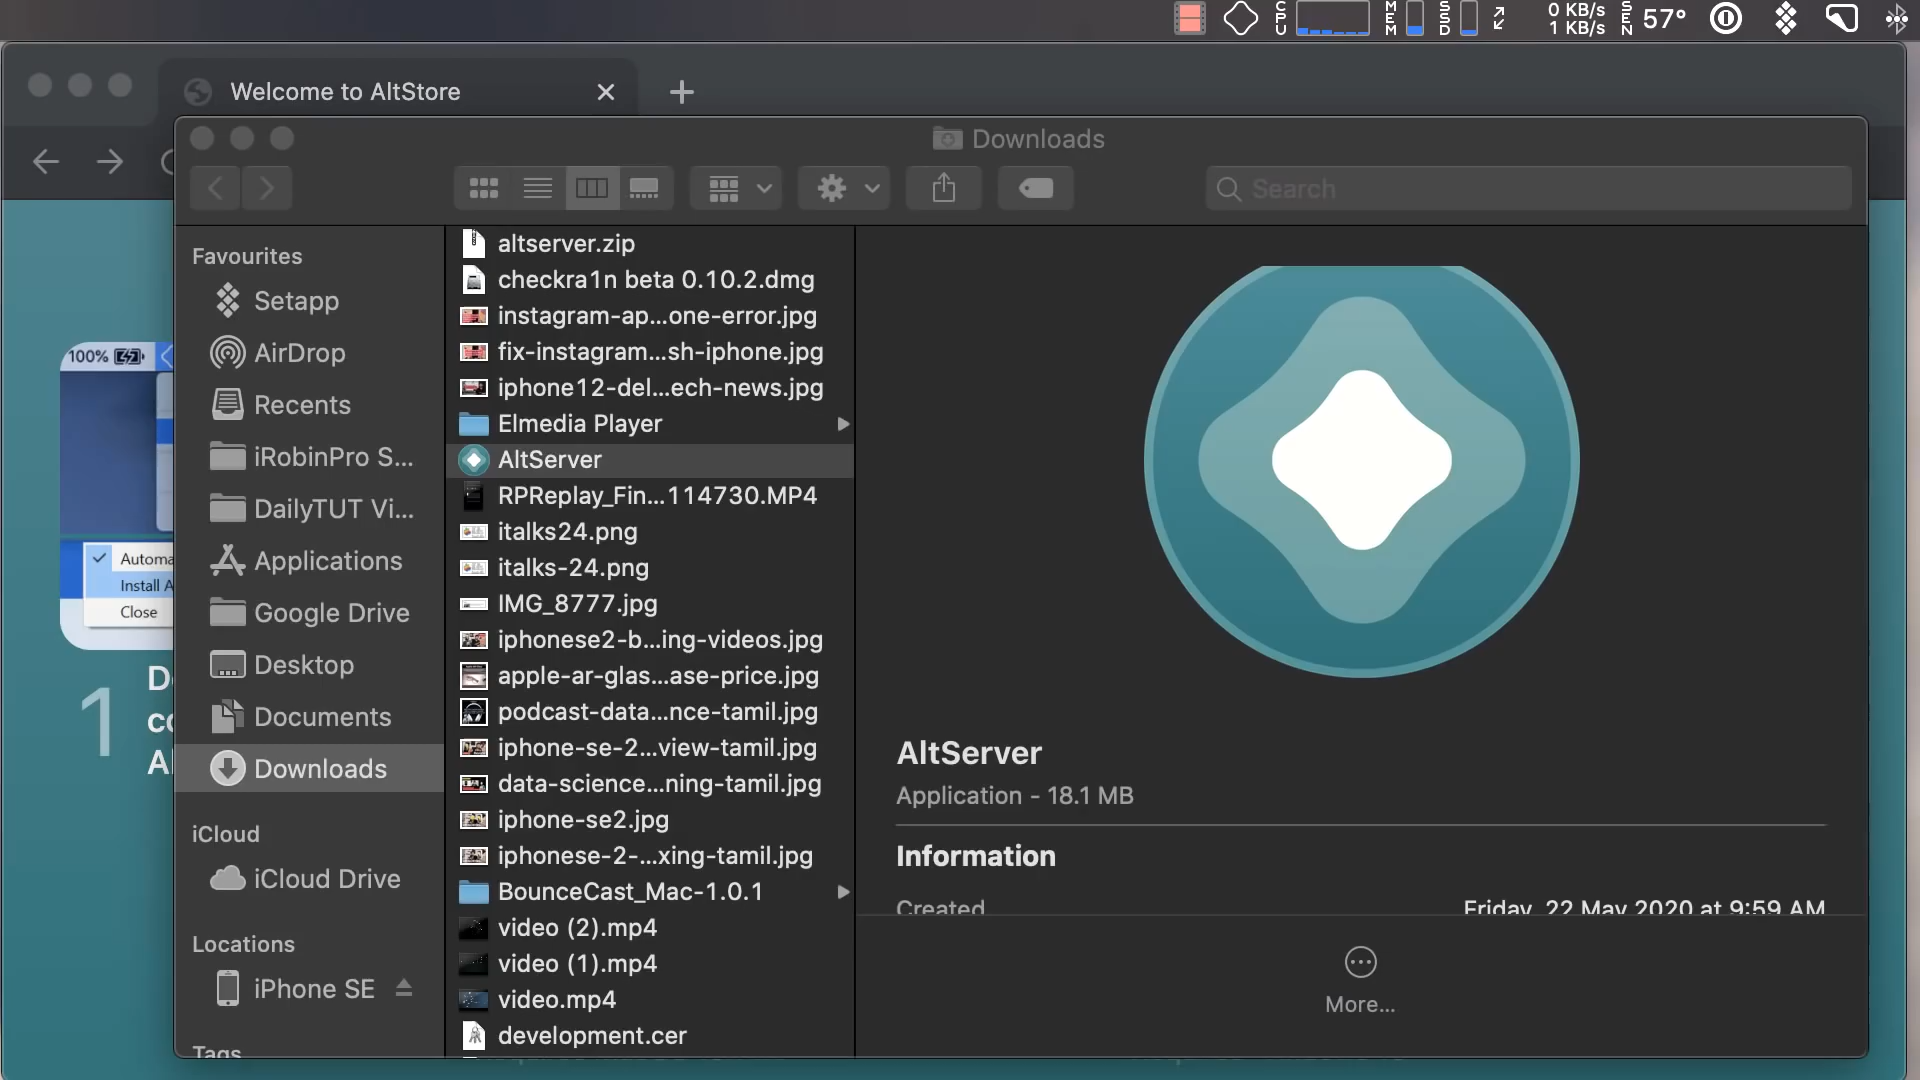 CPU
MEM
SSD
0 KB/s
1 KB/s
SEN
57°
Welcome to AltStore
Downloads
Search
Favourites
Setapp
AirDrop
Recents
iRobinPro S...
DailyTUT Vi...
Applications
Google Drive
Desktop
Documents
Downloads
iCloud
iCloud Drive
Locations
iPhone SE
Tags
altserver.zip
checkra1n beta 0.10.2.dmg
instagram-ap...one-error.jpg
fix-instagram...sh-iphone.jpg
iphone12-del...ech-news.jpg
Elmedia Player
AltServer
RPReplay_Fin...114730.MP4
italks24.png
italks-24.png
IMG_8777.jpg
iphonese2-b...ing-videos.jpg
apple-ar-glas...ase-price.jpg
podcast-data...nce-tamil.jpg
iphone-se-2...view-tamil.jpg
data-science...ning-tamil.jpg
iphone-se2.jpg
iphonese-2-...xing-tamil.jpg
BounceCast_Mac-1.0.1
video (2).mp4
video (1).mp4
video.mp4
development.cer
AltServer
Application - 18.1 MB
Information
Created
Friday, 22 May 2020 at 9:59 AM
More...
100%
Automa
Install A
Close
1
D
co
Al